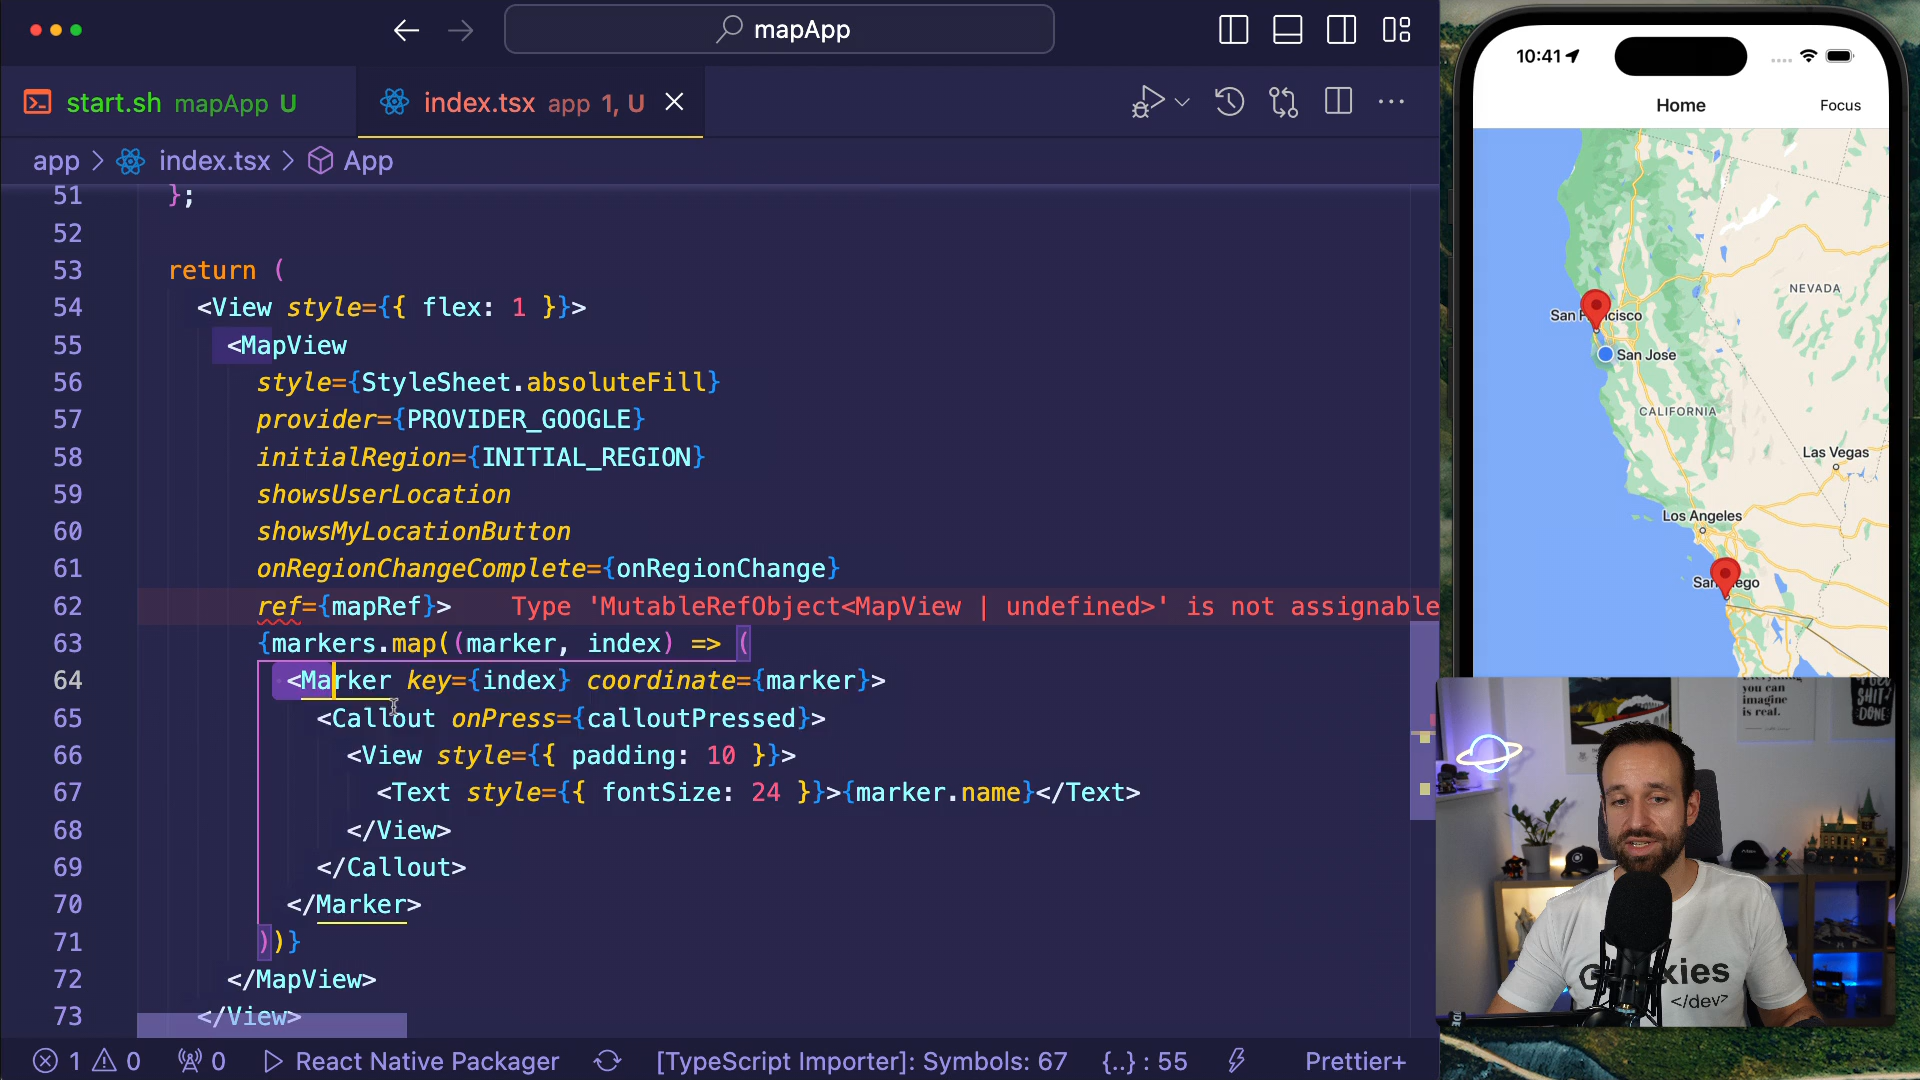 mapApp
start.sh mapApp U
index.tsx app 1, U
app > index.tsx > App
51 };
52
53 return (
54 <View style={{ flex: 1 }}>
55 <MapView
56 style={StyleSheet.absoluteFill}
57 provider={PROVIDER_GOOGLE}
58 initialRegion={INITIAL_REGION}
59 showsUserLocation
60 showsMyLocationButton
61 onRegionChangeComplete={onRegionChange}
62 ref={mapRef}> Type 'MutableRefObject<MapView | undefined>' is not assignable
63 {markers.map((marker, index) => (
64 <Marker key={index} coordinate={marker}>
65 <Callout onPress={calloutPressed}>
66 <View style={{ padding: 10 }}>
67 <Text style={{ fontSize: 24 }}>{marker.name}</Text>
68 </View>
69 </Callout>
70 </Marker>
71 ))}
72 </MapView>
73 </View>
1 0 0 React Native Packager [TypeScript Importer]: Symbols: 67 {..} : 55 Prettier+
10:41
Home Focus
NEVADA
San Jose
CALIFORNIA
Las Vegas
Los Angeles
you can
imagine
is real.
DONE
</dev>